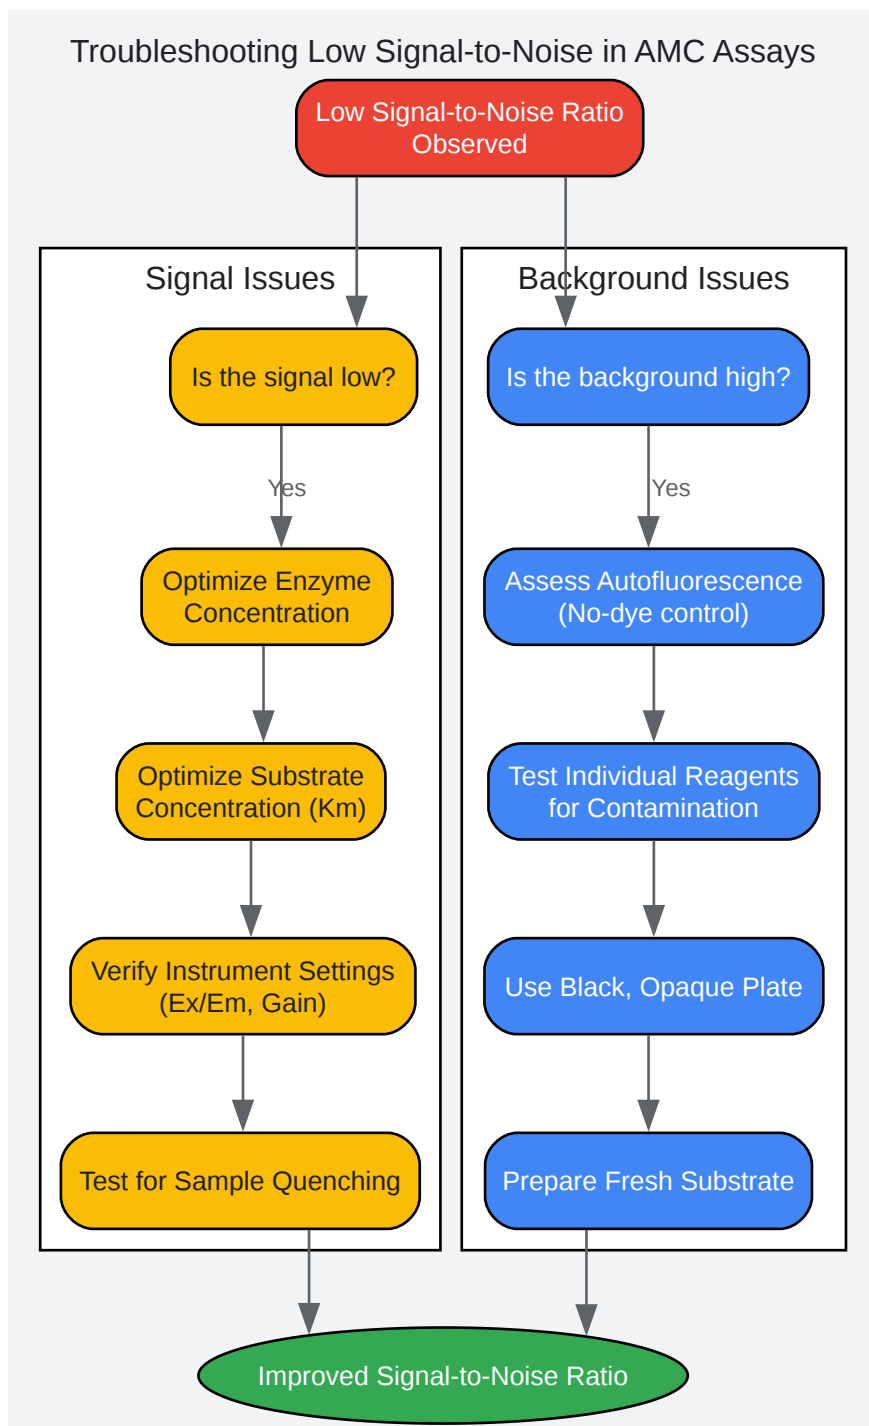 Troubleshooting Low Signal-to-Noise in AMC Assays
Low Signal-to-Noise Ratio
Observed
Signal Issues
Is the signal low?
Yes
Optimize Enzyme
Concentration
Optimize Substrate
Concentration (Km)
Verify Instrument Settings
(Ex/Em, Gain)
Test for Sample Quenching
Background Issues
Is the background high?
Yes
Assess Autofluorescence
(No-dye control)
Test Individual Reagents
for Contamination
Use Black, Opaque Plate
Prepare Fresh Substrate
Improved Signal-to-Noise Ratio